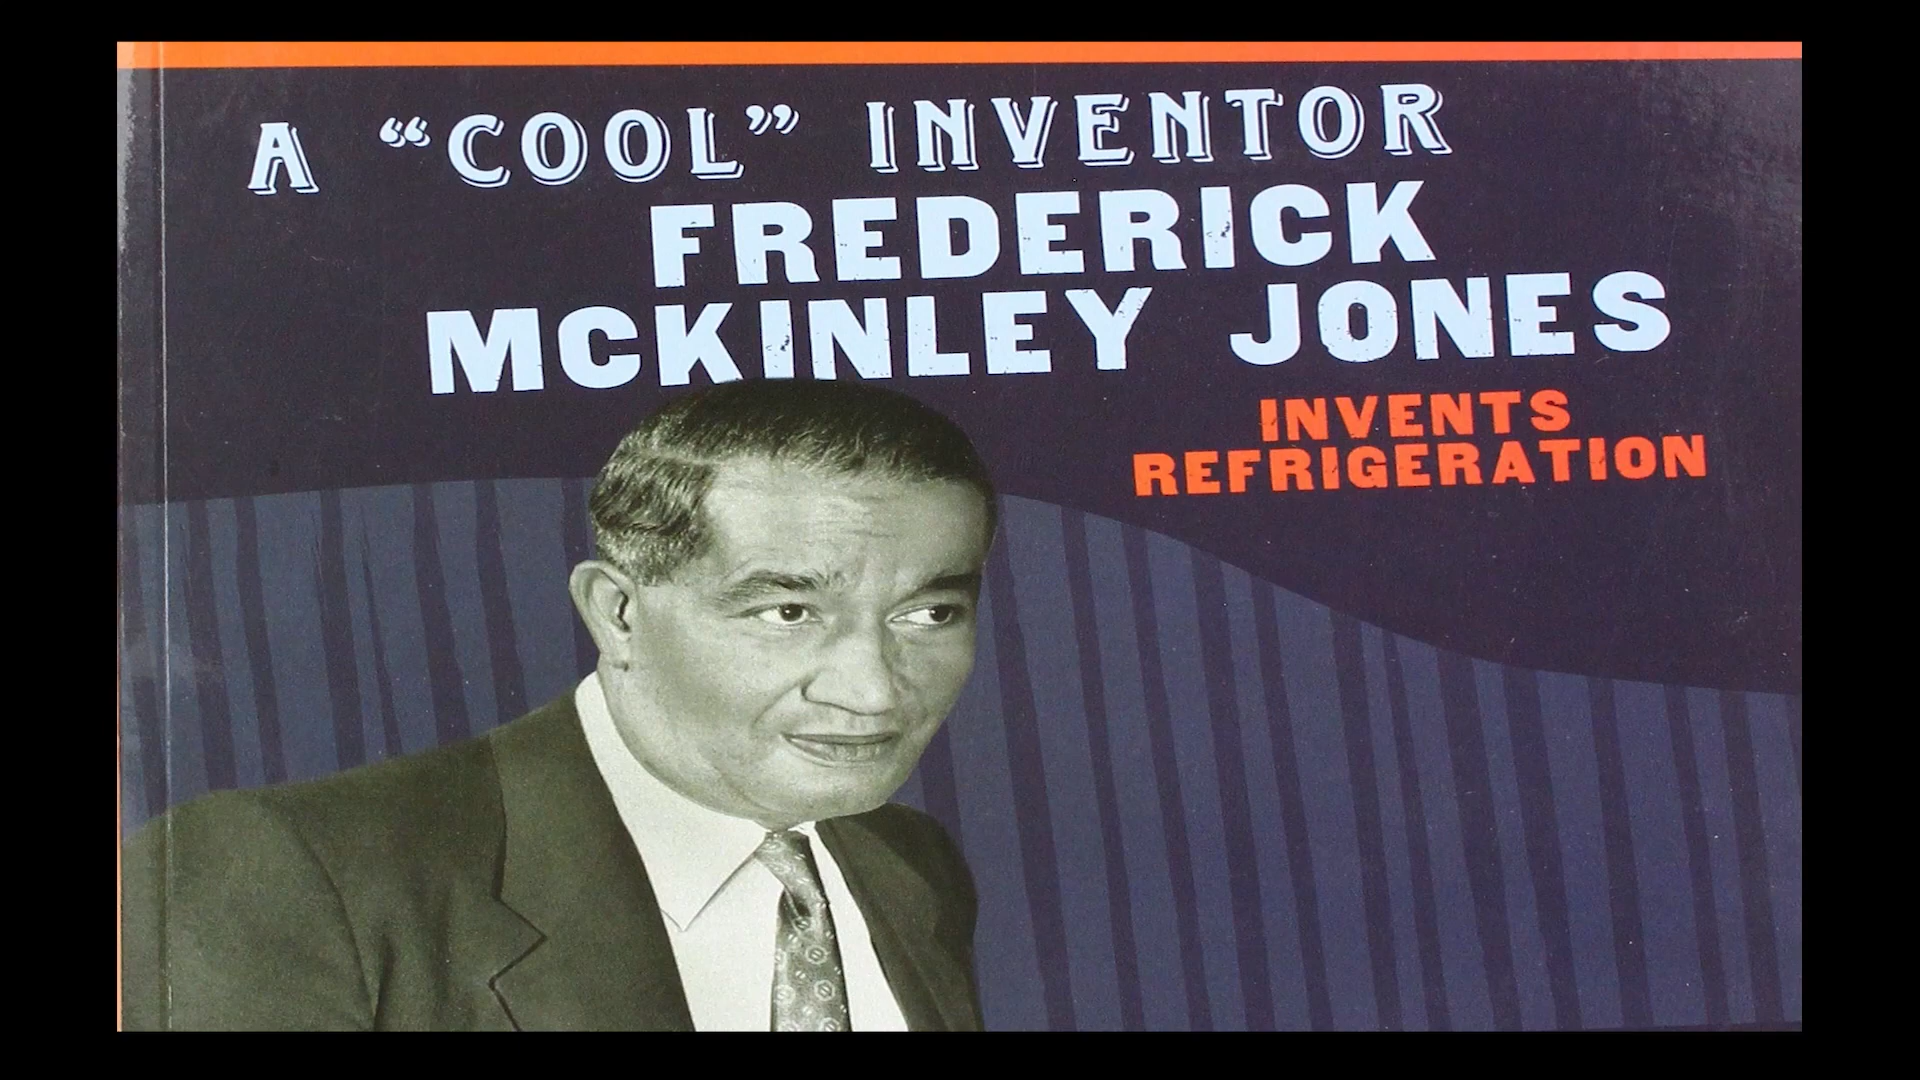 A “COOL” INVENTOR
FREDERICK
MCKINLEY JONES
INVENTS
REFRIGERATION